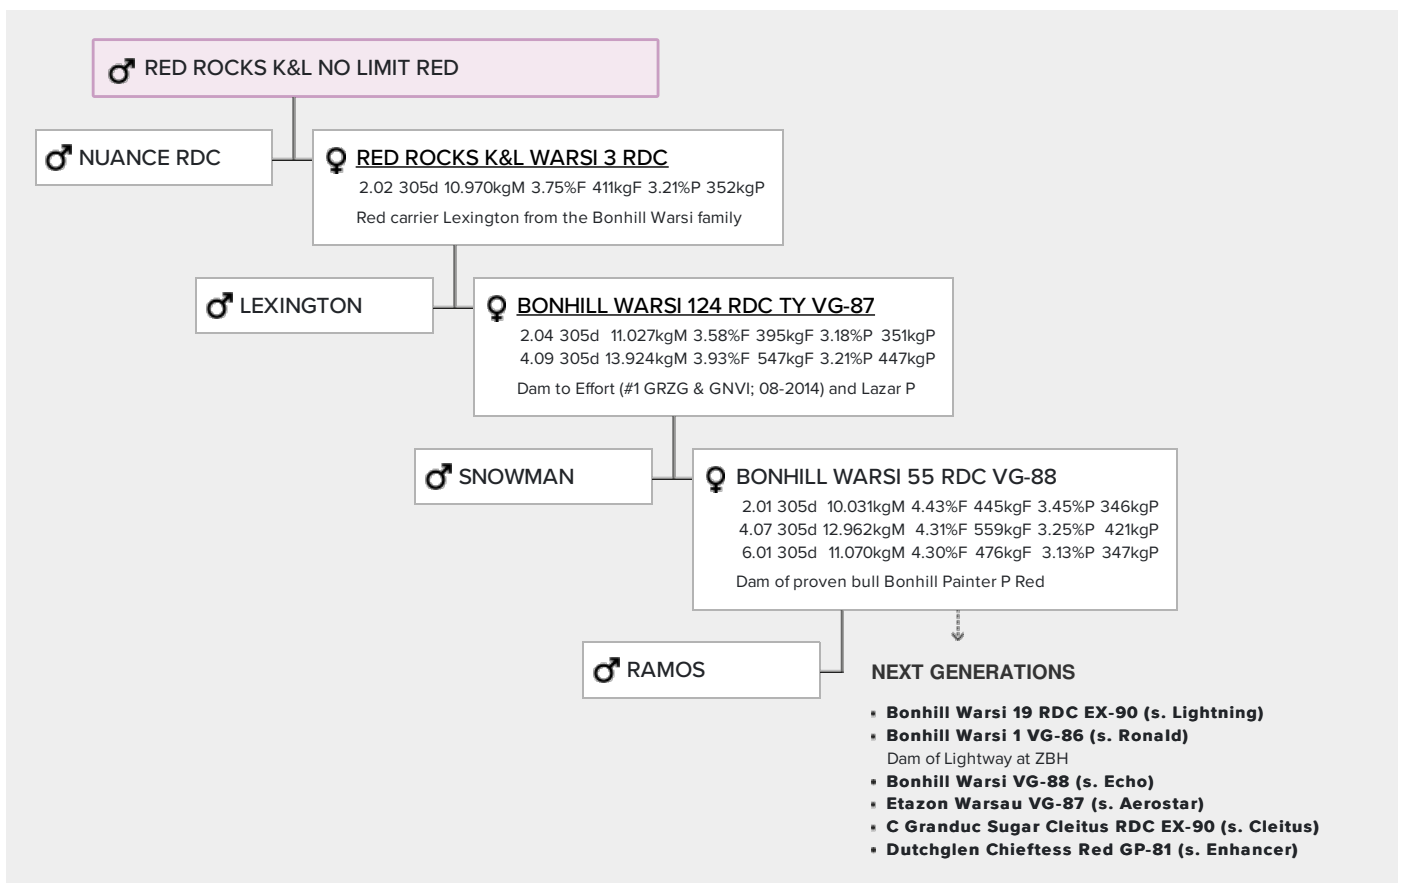 RED ROCKS K&L NO LIMIT RED
NUANCE RDC
RED ROCKS K&L WARSI 3 RDC
2.02 305d 10.970kgM 3.75%F 411kgF 3.21%P 352kgP
Red carrier Lexington from the Bonhill Warsi family
LEXINGTON
BONHILL WARSI 124 RDC TY VG-87
2.04 305d 11.027kgM 3.58%F 395kgF 3.18%P 351kgP
4.09 305d 13.924kgM 3.93%F 547kgF 3.21%P 447kgP
Dam to Effort (#1 GRZG & GNVI; 08-2014) and Lazar P
SNOWMAN
BONHILL WARSI 55 RDC VG-88
2.01 305d 10.031kgM 4.43%F 445kgF 3.45%P 346kgP
4.07 305d 12.962kgM 4.31%F 559kgF 3.25%P 421kgP
6.01 305d 11.070kgM 4.30%F 476kgF 3.13%P 347kgP
Dam of proven bull Bonhill Painter P Red
RAMOS
NEXT GENERATIONS
Bonhill Warsi 19 RDC EX-90 (s. Lightning)
Bonhill Warsi 1 VG-86 (s. Ronald)
Dam of Lightway at ZBH
Bonhill Warsi VG-88 (s. Echo)
Etazon Warsau VG-87 (s. Aerostar)
C Granduc Sugar Cleitus RDC EX-90 (s. Cleitus)
Dutchglen Chieftess Red GP-81 (s. Enhancer)